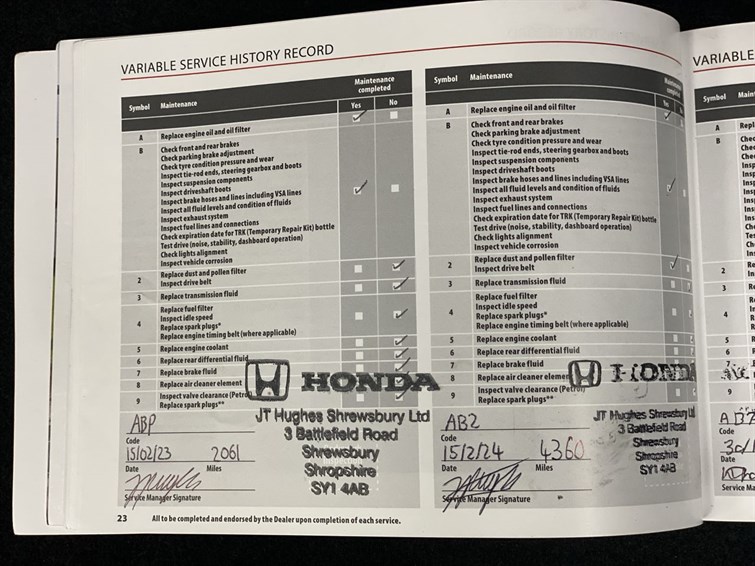 VARIABLE SERVICE HISTORY RECORD
Symbol Maintenance Maintenance completed
Yes No
A Replace engine oil and oil filter
B Check front and rear brakes
Check parking brake adjustment
Check tyre condition pressure and wear
Inspect tie-rod ends, steering gearbox and boots
Inspect suspension components
Inspect driveshaft boots
Inspect brake hoses and lines including VSA lines
Inspect all fluid levels and condition of fluids
Inspect exhaust system
Inspect fuel lines and connections
Check expiration date for TRK (Temporary Repair Kit) bottle
Test drive (noise, stability, dashboard operation)
Check lights alignment
Inspect vehicle corrosion
2 Replace dust and pollen filter
Inspect drive belt
3 Replace transmission fluid
4 Replace fuel filter
Inspect idle speed
Replace spark plugs*
Replace engine timing belt (where applicable)
5 Replace engine coolant
6 Replace rear differential fluid
7 Replace brake fluid
8 Replace air cleaner element
9 Inspect valve clearance (Petrol
Replace spark plugs**
HONDA
JT Hughes Shrewsbury Ltd
3 Battlefield Road
Shrewsbury
Shropshire
SY1 4AB
ABP
Code
15/02/23 2061
Date Miles
Service Manager Signature
23 All to be completed and endorsed by the Dealer upon completion of each service.
Symbol Maintenance Maintenance completed
Yes
A Replace engine oil and oil filter
B Check front and rear brakes
Check parking brake adjustment
Check tyre condition pressure and wear
Inspect tie-rod ends, steering gearbox and boots
Inspect suspension components
Inspect driveshaft boots
Inspect brake hoses and lines including VSA lines
Inspect all fluid levels and condition of fluids
Inspect exhaust system
Inspect fuel lines and connections
Check expiration date for TRK (Temporary Repair Kit) bottle
Test drive (noise, stability, dashboard operation)
Check lights alignment
Inspect vehicle corrosion
2 Replace dust and pollen filter
Inspect drive belt
3 Replace transmission fluid
4 Replace fuel filter
Inspect idle speed
Replace spark plugs*
Replace engine timing belt (where applicable)
5 Replace engine coolant
6 Replace rear differential fluid
7 Replace brake fluid
8 Replace air cleaner element
9 Inspect valve clearance (Petrol
Replace spark plugs**
HONDA
JT Hughes Shrewsbury Ltd
3 Battlefield Road
Shrewsbury
Shropshire
SY1 4AB
AB2
Code
15/2/24 4360
Date Miles
Service Manager Signature
VARIABLE
Symbol
A
B
2
3
4
5
6
7
9
Code
Date
Service Ma